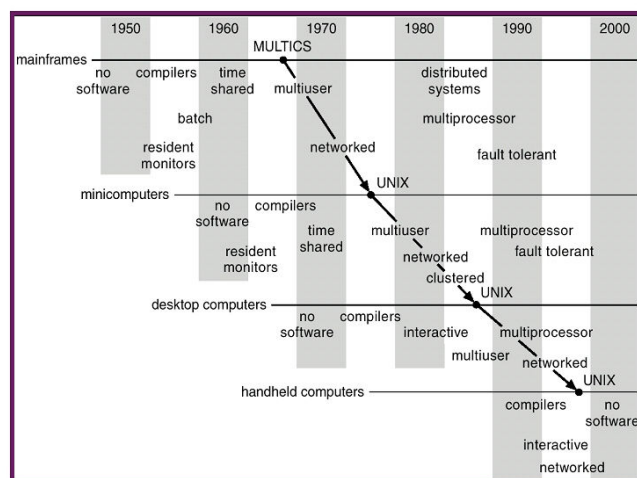 1950 1960 1970 1980 1990 2000
MULTICS
mainframes
no software
compilers
time shared
multiuser
distributed systems
batch
multiprocessor
resident monitors
networked
fault tolerant
minicomputers
UNIX
no software
compilers
time shared
multiuser
multiprocessor
resident monitors
networked
fault tolerant
clustered
desktop computers
UNIX
no software
compilers
interactive
multiprocessor
multiuser
networked
handheld computers
UNIX
compilers
no software
interactive
networked